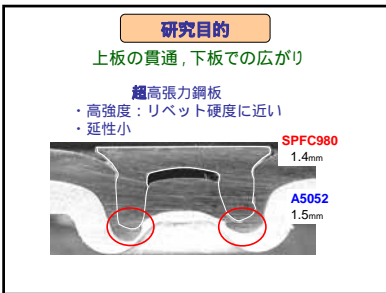 研究目的
上板の貫通,下板での広がり
超高張力鋼板
・高強度：リベット硬度に近い
・延性小
SPFC980
1.4mm
A5052
1.5mm